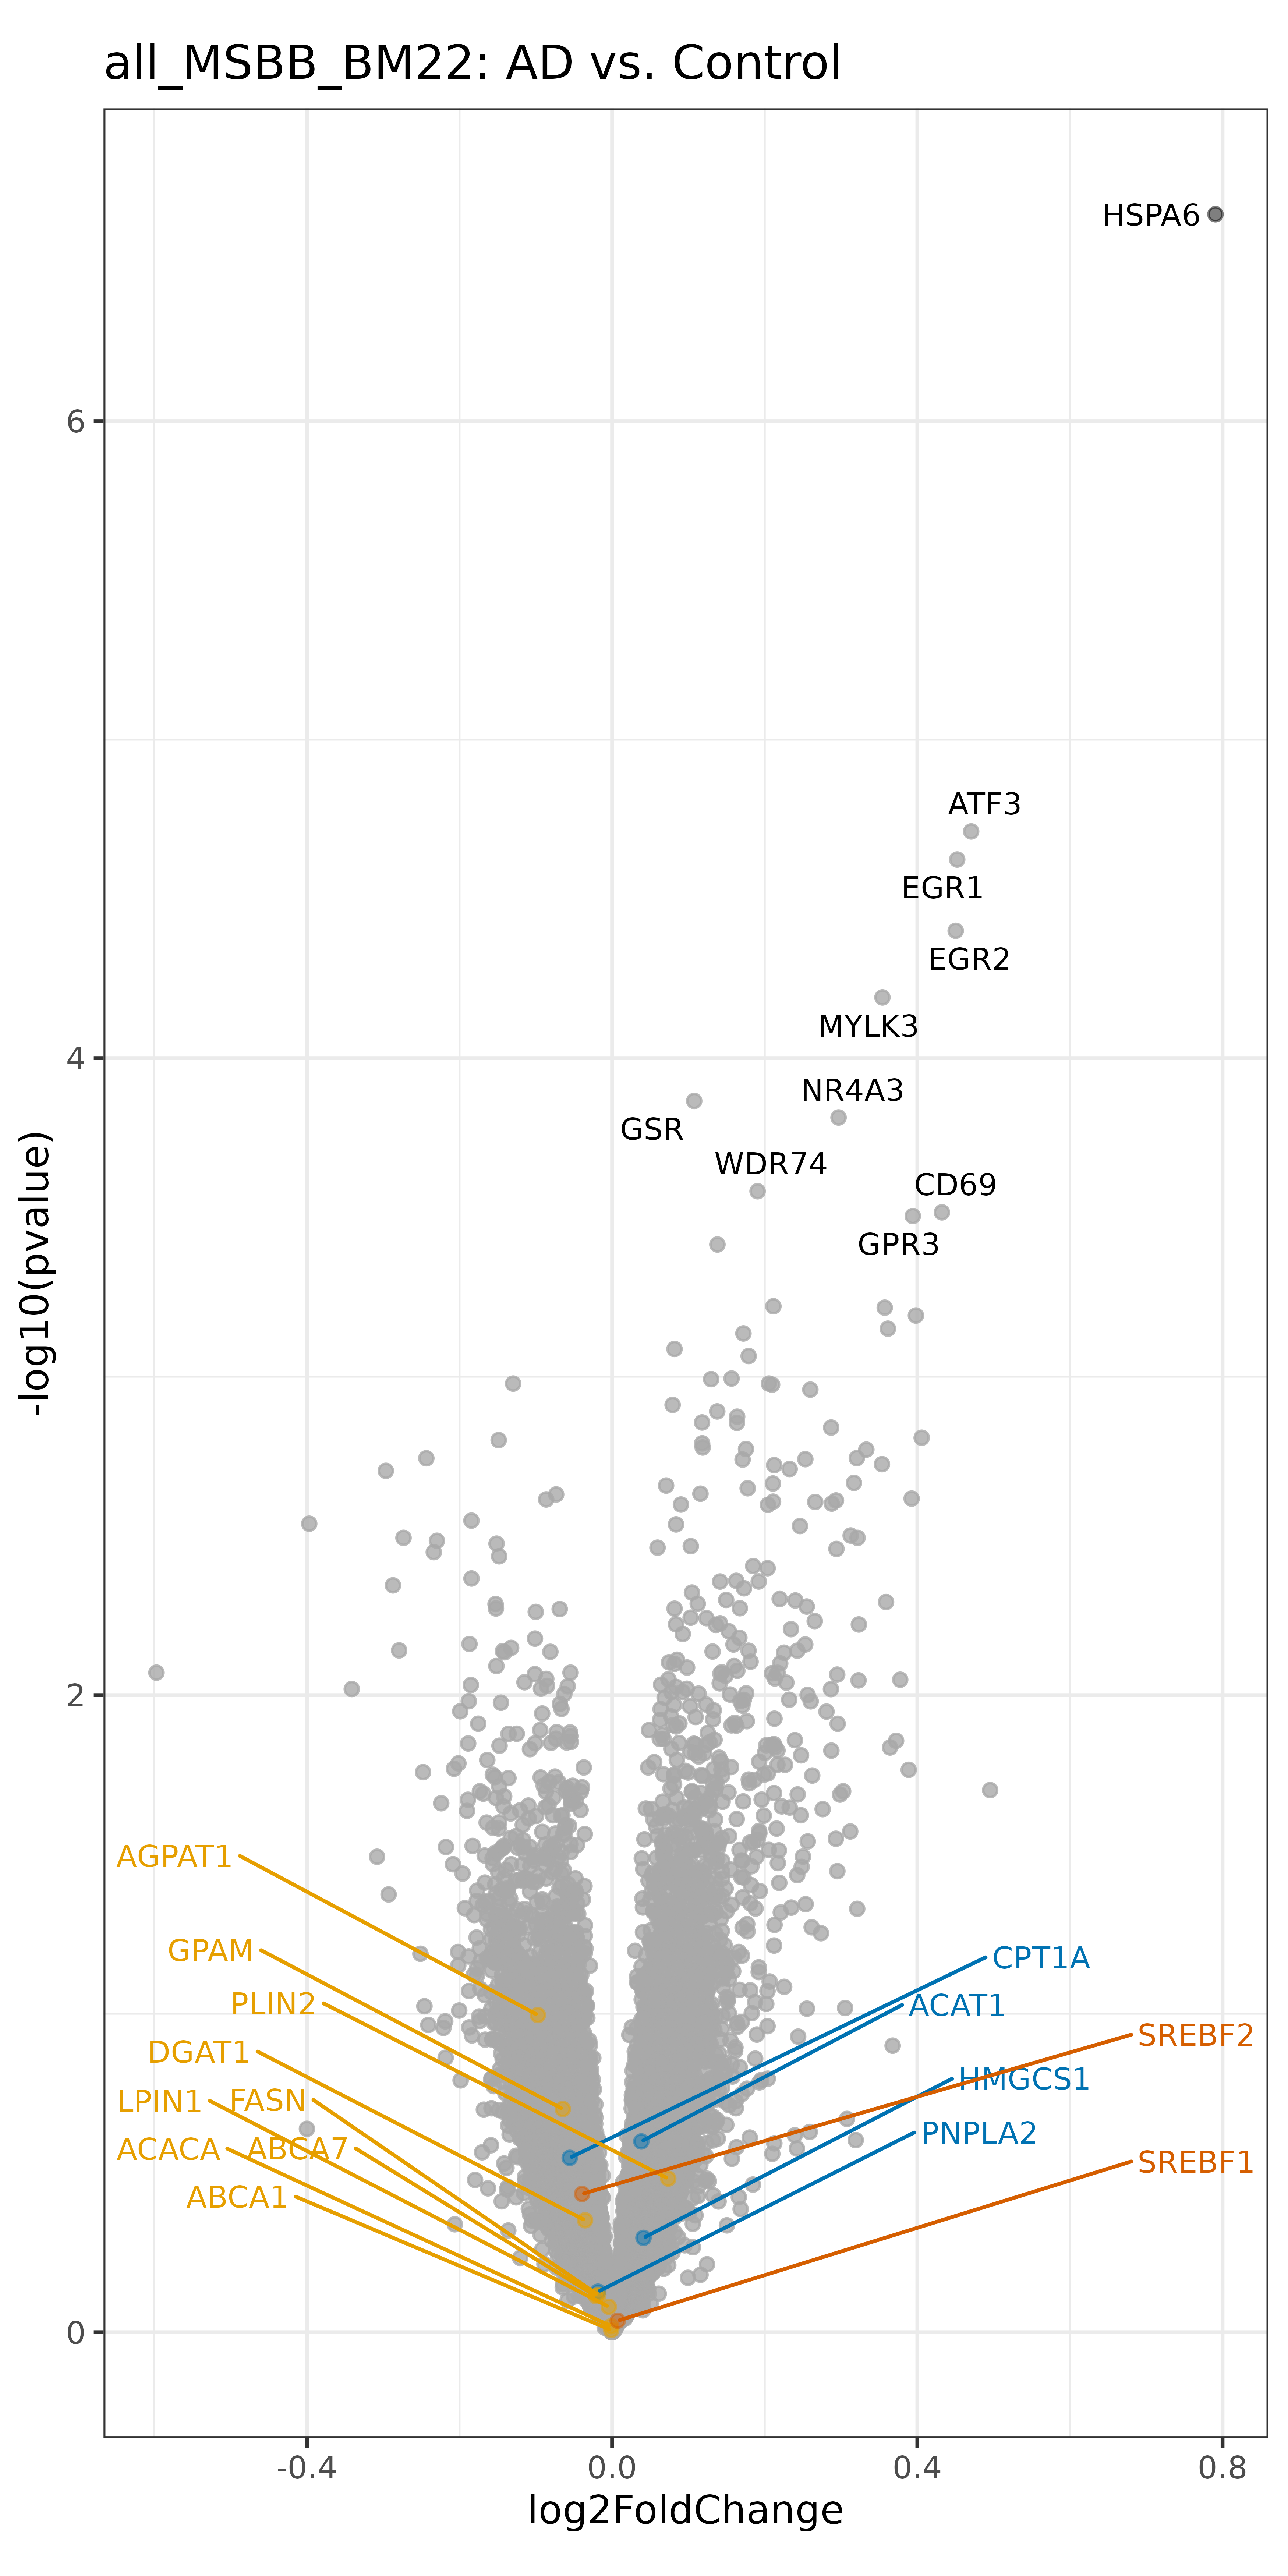 all_MSBB_BM22: AD vs. Control
HSPA6
6
ATF3
EGR1
EGR2
MYLK3
4
NR4A3
GSR
WDR74
CD69
GPR3
-log10(pvalue)
2
AGPAT1
GPAM
CPT1A
PLIN2
ACAT1
SREBF2
DGAT1
HMGCS1
LPIN1 FASN
PNPLA2
ACACA ABCA7
SREBF1
ABCA1
0
-0.4 0.0 0.4 0.8
log2FoldChange